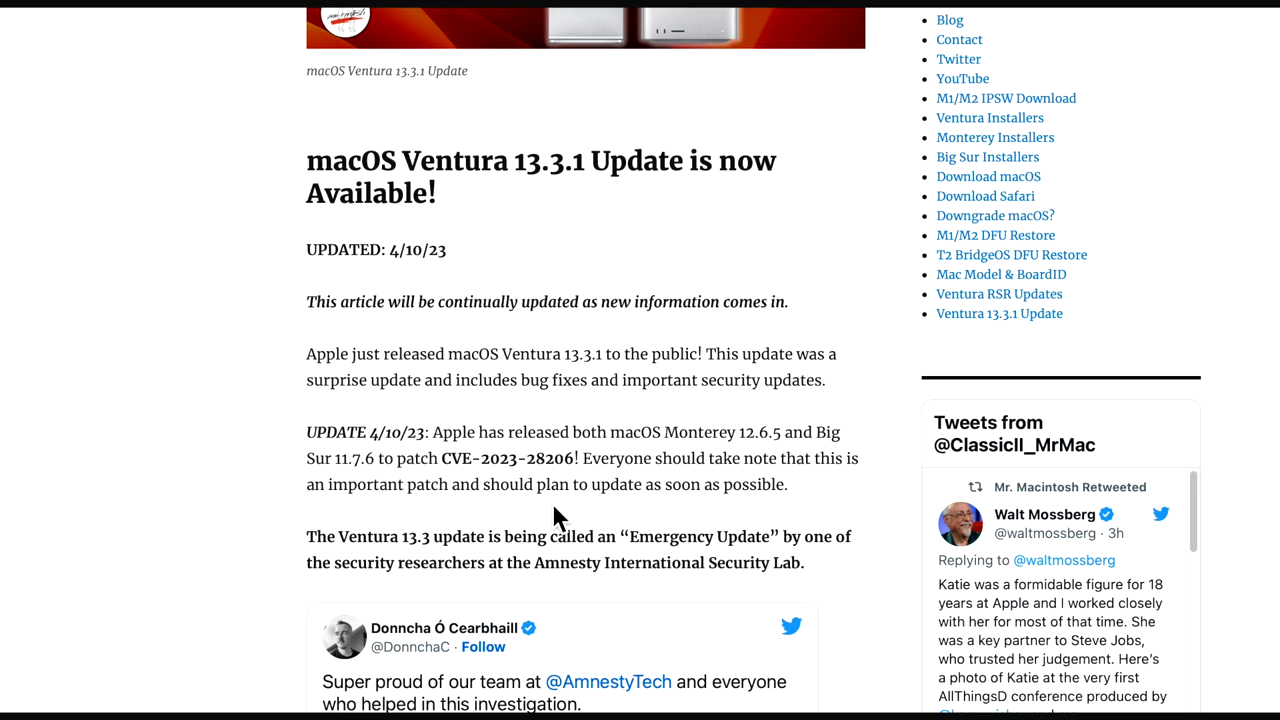 macOS Ventura 13.3.1 Update
macOS Ventura 13.3.1 Update is now
Available!
UPDATED: 4/10/23
This article will be continually updated as new information comes in.
Apple just released macOS Ventura 13.3.1 to the public! This update was a
surprise update and includes bug fixes and important security updates.
UPDATE 4/10/23: Apple has released both macOS Monterey 12.6.5 and Big
Sur 11.7.6 to patch CVE-2023-28206! Everyone should take note that this is
an important patch and should plan to update as soon as possible.
The Ventura 13.3 update is being called an “Emergency Update” by one of
the security researchers at the Amnesty International Security Lab.
Donncha Ó Cearbhaill
@DonnchaC · Follow
Super proud of our team at @AmnestyTech and everyone
who helped in this investigation.
Blog
Contact
Twitter
YouTube
M1/M2 IPSW Download
Ventura Installers
Monterey Installers
Big Sur Installers
Download macOS
Download Safari
Downgrade macOS?
M1/M2 DFU Restore
T2 BridgeOS DFU Restore
Mac Model & BoardID
Ventura RSR Updates
Ventura 13.3.1 Update
Tweets from
@ClassicII_MrMac
Mr. Macintosh Retweeted
Walt Mossberg
@waltmossberg · 3h
Replying to @waltmossberg
Katie was a formidable figure for 18
years at Apple and I worked closely
with her for most of that time. She
was a key partner to Steve Jobs,
who trusted her judgement. Here’s
a photo of Katie at the very first
AllThingsD conference produced by